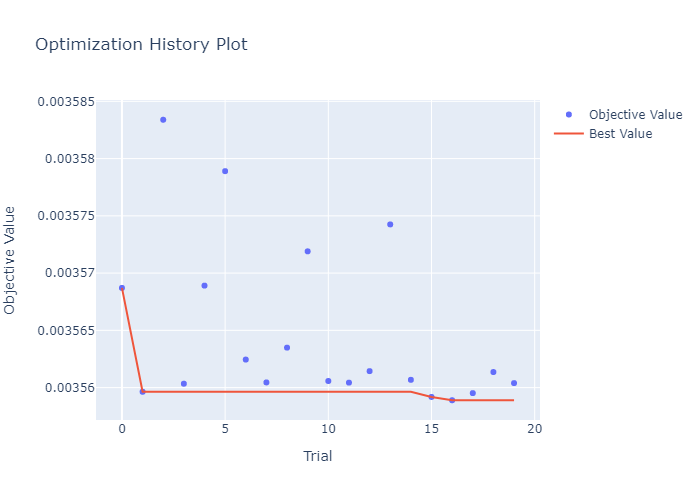 Optimization History Plot
Objective Value
Best Value
0.003585
0.00358
0.003575
0.00357
0.003565
0.00356
Objective Value
0
5
10
15
20
Trial